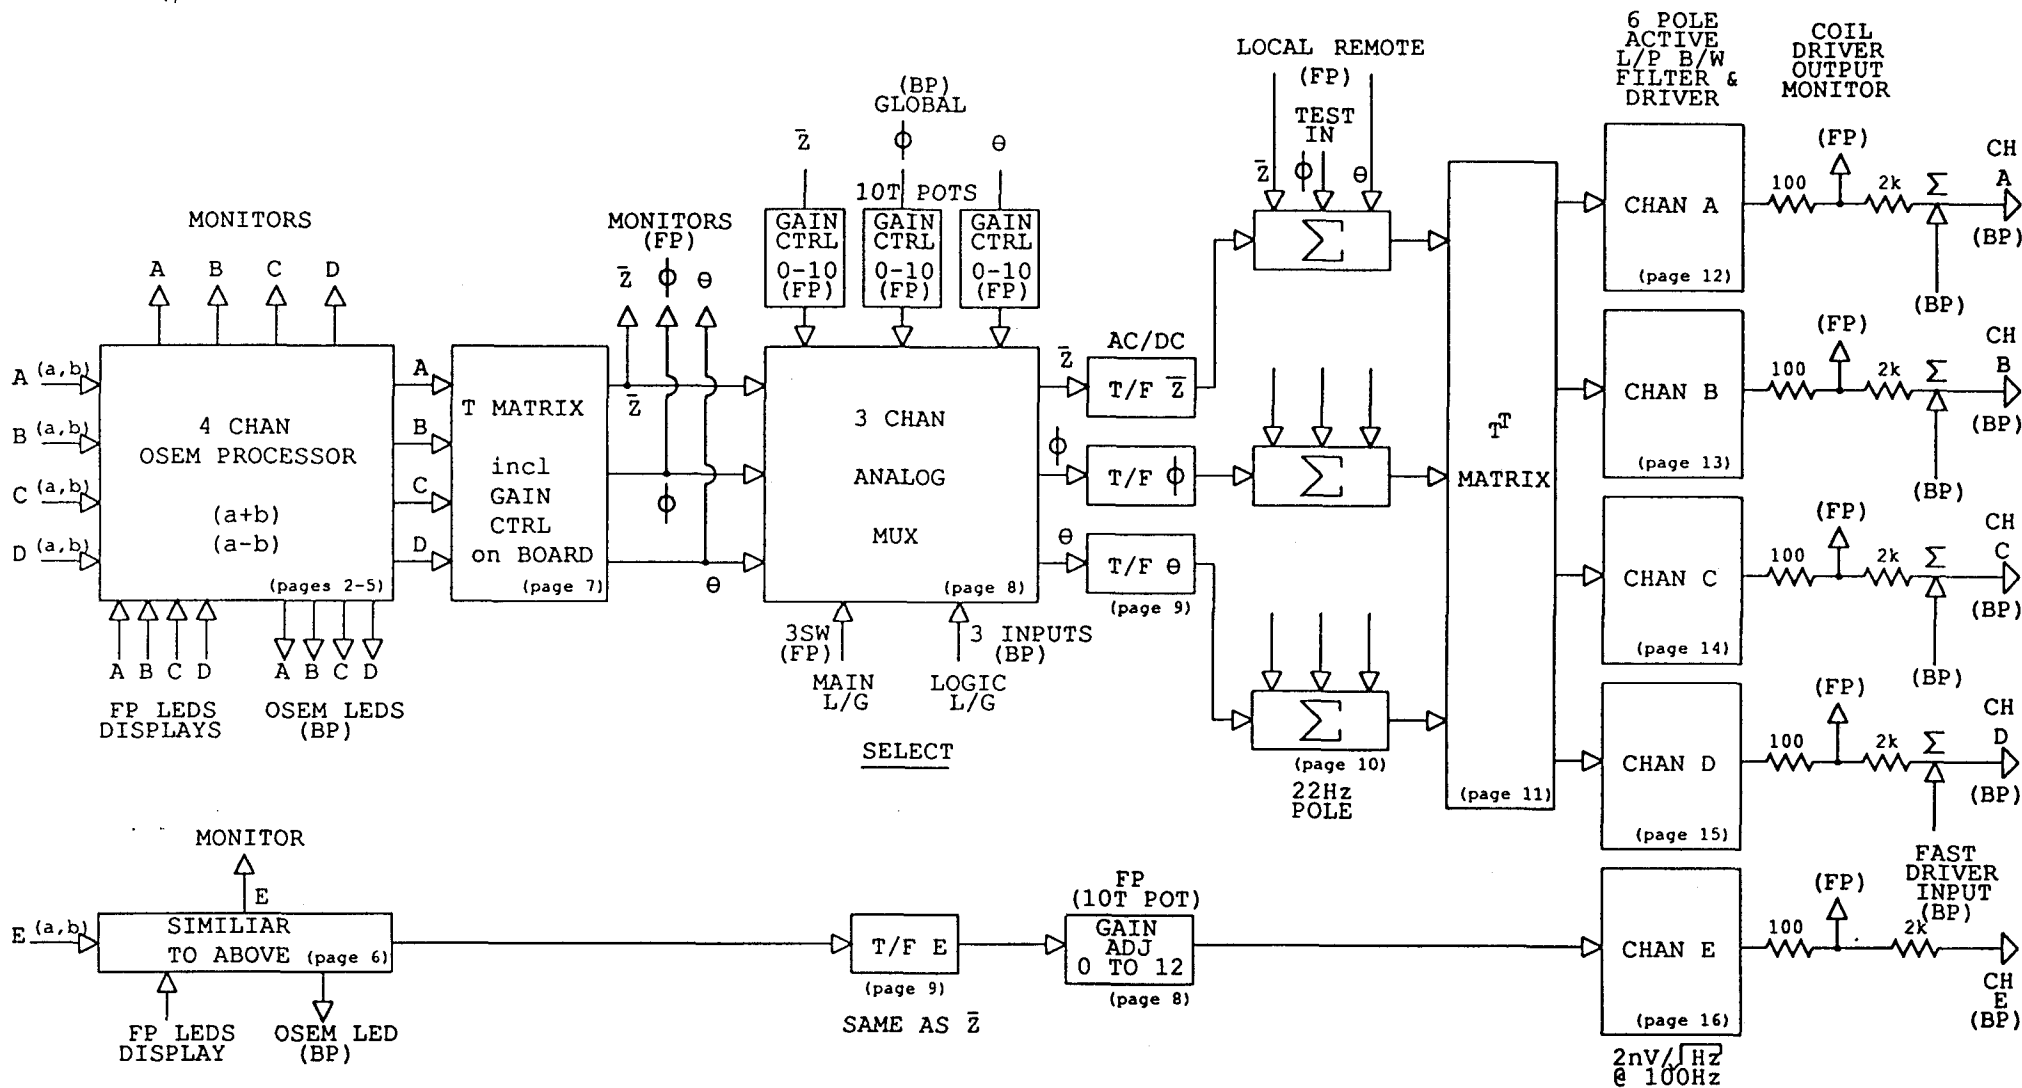 6 POLE
ACTIVE
L/P B/W
FILTER &
DRIVER
COIL
DRIVER
OUTPUT
MONITOR
LOCAL REMOTE
(FP)
TEST
IN
Z̄ ϕ θ
(BP)
GLOBAL
Z̄ ϕ θ
10T POTS
GAIN
CTRL
0-10
(FP)
GAIN
CTRL
0-10
(FP)
GAIN
CTRL
0-10
(FP)
MONITORS
A B C D
MONITORS
(FP)
Z̄ ϕ θ
A (a,b)
B (a,b)
C (a,b)
D (a,b)
4 CHAN
OSEM PROCESSOR
(a+b)
(a-b)
(pages 2-5)
A
B
C
D
A B C D
FP LEDS
DISPLAYS
A B C D
OSEM LEDS
(BP)
T MATRIX
incl
GAIN
CTRL
on BOARD
(page 7)
Z̄
ϕ
θ
3 CHAN
ANALOG
MUX
(page 8)
3SW
(FP)
MAIN
L/G
3 INPUTS
(BP)
LOGIC
L/G
SELECT
Z̄
ϕ
θ
AC/DC
T/F Z̄
T/F ϕ
T/F θ
(page 9)
Σ
Σ
Σ
(page 10)
22Hz
POLE
TT
MATRIX
(page 11)
CHAN A
(page 12)
100
(FP)
2k
Σ
(BP)
CH
A
(BP)
CHAN B
(page 13)
100
(FP)
2k
Σ
(BP)
CH
B
(BP)
CHAN C
(page 14)
100
(FP)
2k
Σ
(BP)
CH
C
(BP)
CHAN D
(page 15)
100
(FP)
2k
Σ
FAST
DRIVER
INPUT
(BP)
CH
D
(BP)
MONITOR
E
E (a,b)
SIMILIAR
TO ABOVE (page 6)
FP LEDS
DISPLAY
OSEM LED
(BP)
T/F E
(page 9)
SAME AS Z̄
FP
(10T POT)
GAIN
ADJ
0 TO 12
(page 8)
CHAN E
(page 16)
2nV/√Hz
@ 100Hz
100
(FP)
2k
CH
E
(BP)